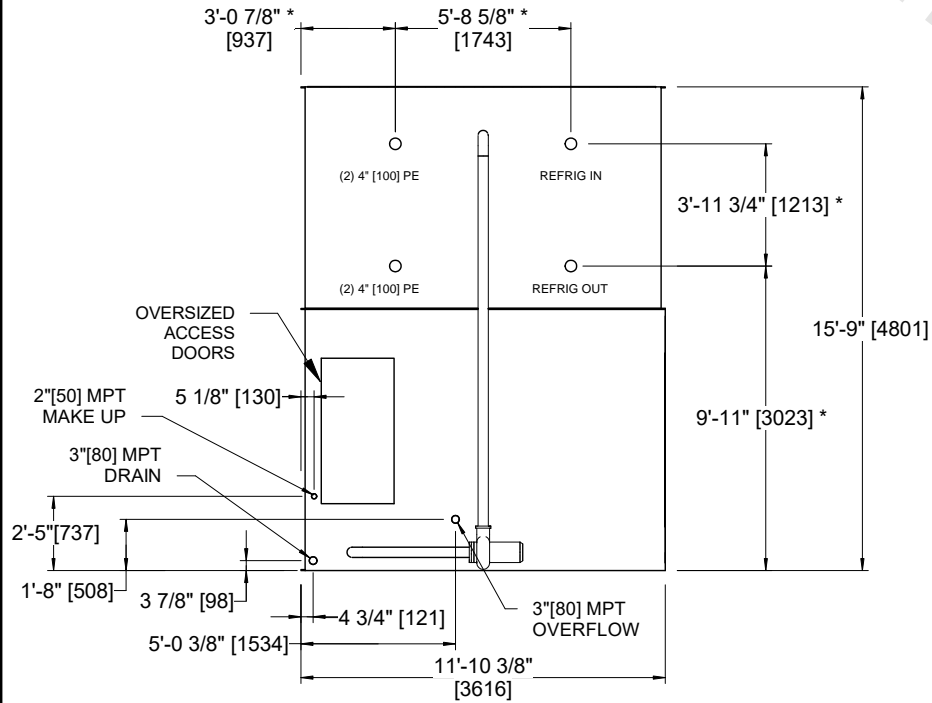 3'-0 7/8" *
[937]
5'-8 5/8" *
[1743]
(2) 4" [100] PE
REFRIG IN
3'-11 3/4" [1213] *
(2) 4" [100] PE
REFRIG OUT
OVERSIZED
ACCESS
DOORS
15'-9" [4801]
2"[50] MPT
MAKE UP
5 1/8" [130]
9'-11" [3023] *
3"[80] MPT
DRAIN
2'-5"[737]
1'-8" [508]
3 7/8" [98]
4 3/4" [121]
3"[80] MPT
OVERFLOW
5'-0 3/8" [1534]
11'-10 3/8"
[3616]